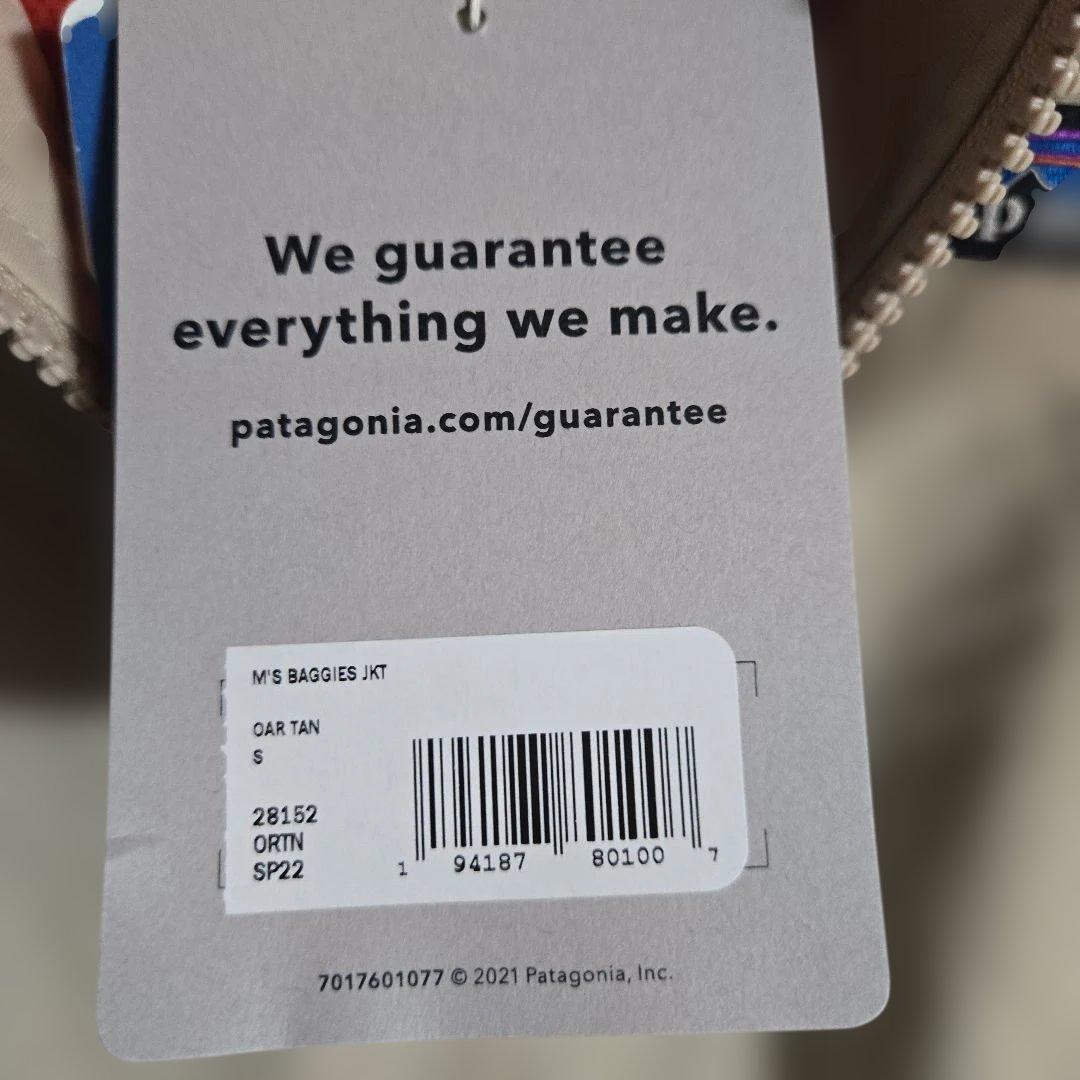 We guarantee
everything we make.
patagonia.com/guarantee
M'S BAGGIES JKT
OAR TAN
S
28152
ORTN
SP22
1 94187 80100 7
7017601077 © 2021 Patagonia, Inc.